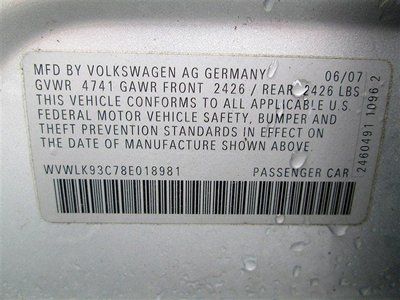 MFD BY VOLKSWAGEN AG GERMANY 06/07
GVWR 4741 GAWR FRONT 2426 / REAR 2426 LBS
THIS VEHICLE CONFORMS TO ALL APPLICABLE U.S.
FEDERAL MOTOR VEHICLE SAFETY, BUMPER AND
THEFT PREVENTION STANDARDS IN EFFECT ON
THE DATE OF MANUFACTURE SHOWN ABOVE.
WVWLK93C78E018981 PASSENGER CAR
2460491 1096 2